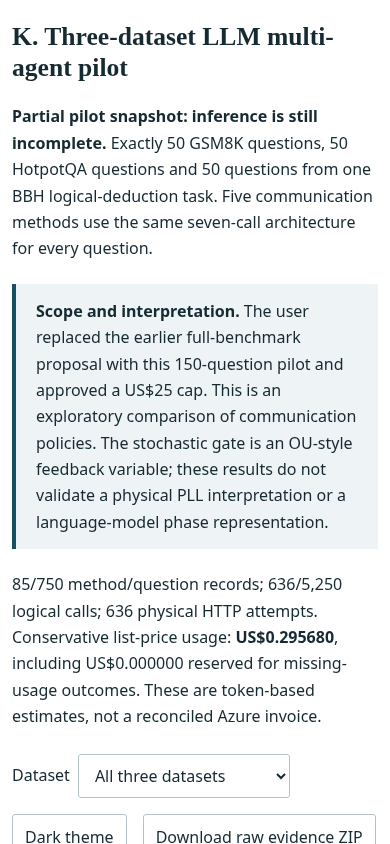 K. Three-dataset LLM multi-
agent pilot
Partial pilot snapshot: inference is still
incomplete. Exactly 50 GSM8K questions, 50
HotpotQA questions and 50 questions from one
BBH logical-deduction task. Five communication
methods use the same seven-call architecture
for every question.
Scope and interpretation. The user
replaced the earlier full-benchmark
proposal with this 150-question pilot and
approved a US$25 cap. This is an
exploratory comparison of communication
policies. The stochastic gate is an OU-style
feedback variable; these results do not
validate a physical PLL interpretation or a
language-model phase representation.
85/750 method/question records; 636/5,250
logical calls; 636 physical HTTP attempts.
Conservative list-price usage: US$0.295680,
including US$0.000000 reserved for missing-
usage outcomes. These are token-based
estimates, not a reconciled Azure invoice.
Dataset All three datasets
Dark theme Download raw evidence ZIP